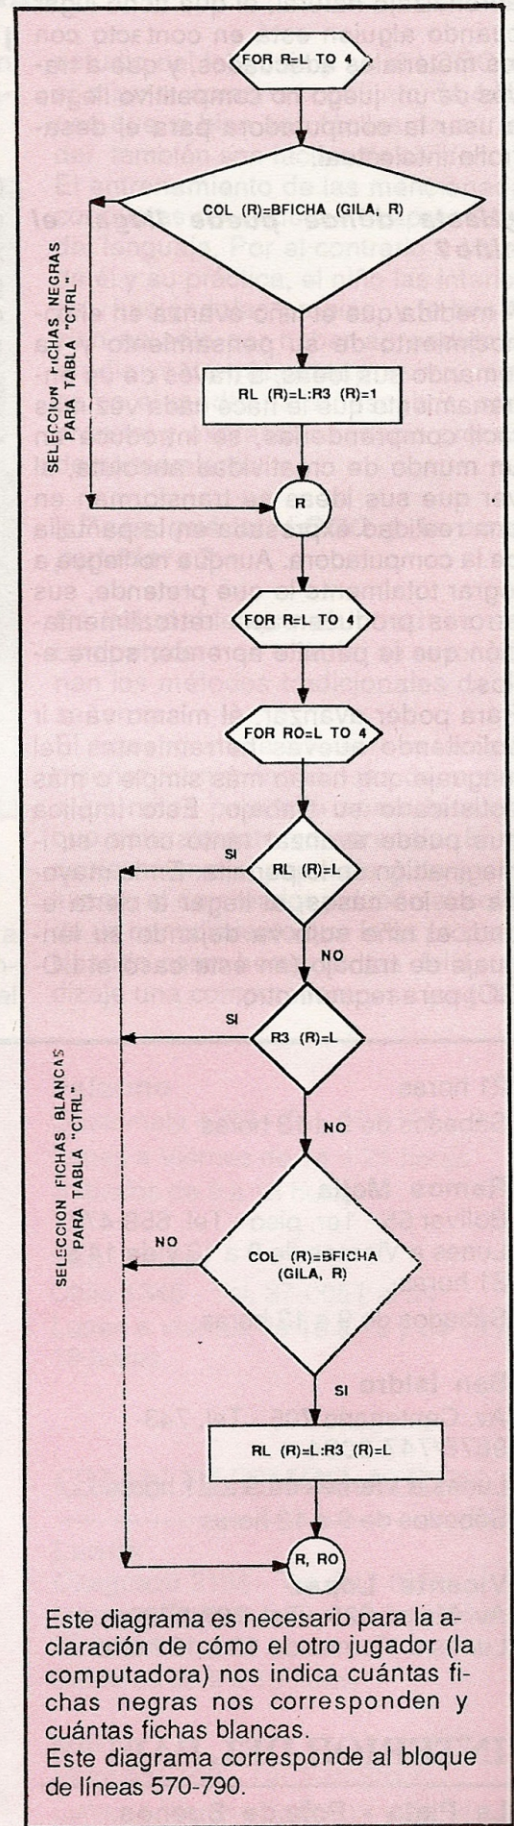 FOR R=L TO 4
COL (R)=BFICHA (GILA, R)
SELECCION FICHAS NEGRAS
PARA TABLA "CTRL"
RL (R)=L:R3 (R)=1
R
FOR R=L TO 4
FOR RO=L TO 4
SI
RL (R)=L
NO
SI
R3 (R)=L
NO
SELECCION FICHAS BLANCAS
PARA TABLA "CTRL"
NO
COL (R)=BFICHA
(GILA, R)
SI
RL (R)=L:R3 (R)=L
R, RO
Este diagrama es necesario para la a-
claración de cómo el otro jugador (la
computadora) nos indica cuántas fi-
chas negras nos corresponden y
cuántas fichas blancas.
Este diagrama corresponde al bloque
de líneas 570-790.